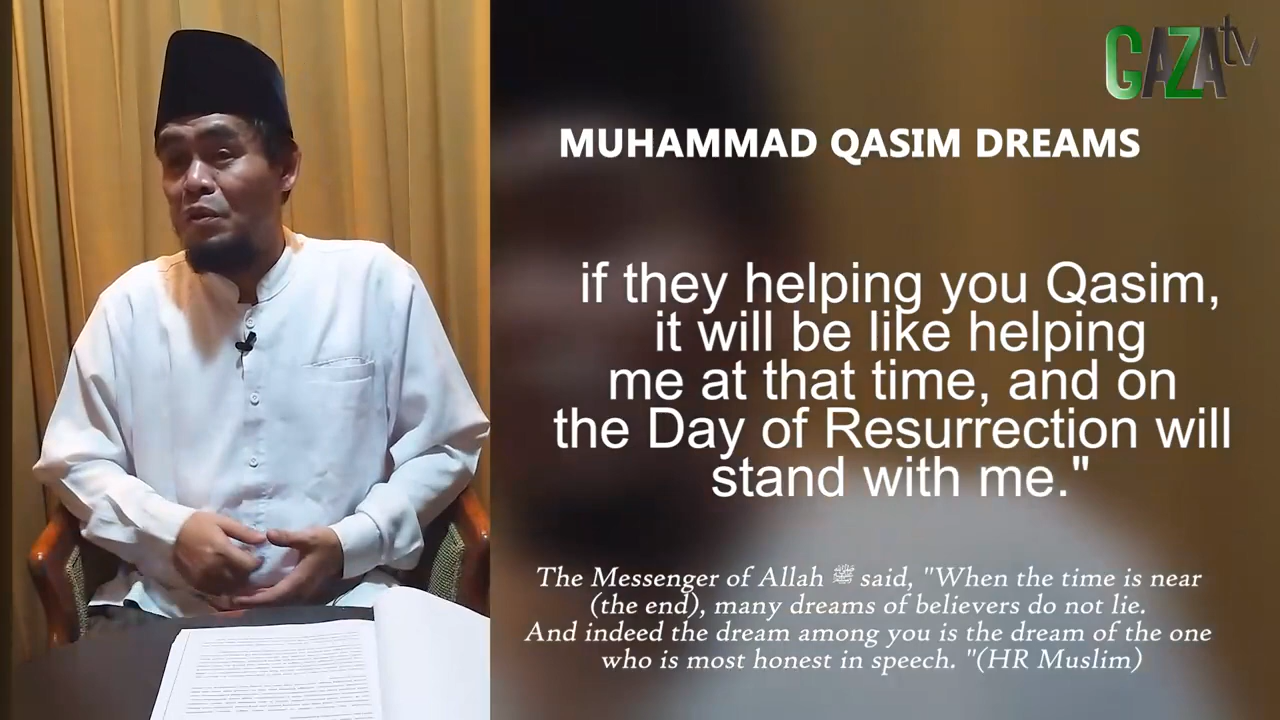 GAZAtv
MUHAMMAD QASIM DREAMS
if they helping you Qasim,
it will be like helping
me at that time, and on
the Day of Resurrection will
stand with me."
The Messenger of Allah ﷺ said, "When the time is near
(the end), many dreams of believers do not lie.
And indeed the dream among you is the dream of the one
who is most honest in speech. "(HR Muslim)